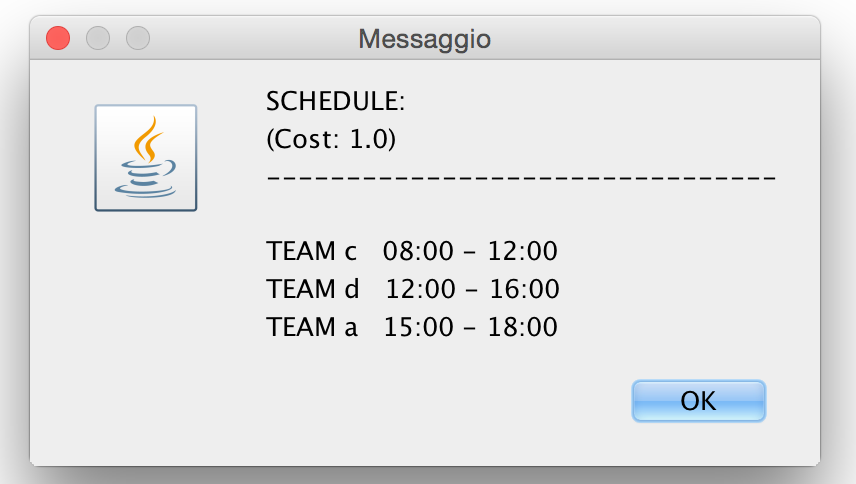 Messaggio
SCHEDULE:
(Cost: 1.0)
--------------------------------
TEAM c 08:00 - 12:00
TEAM d 12:00 - 16:00
TEAM a 15:00 - 18:00
OK